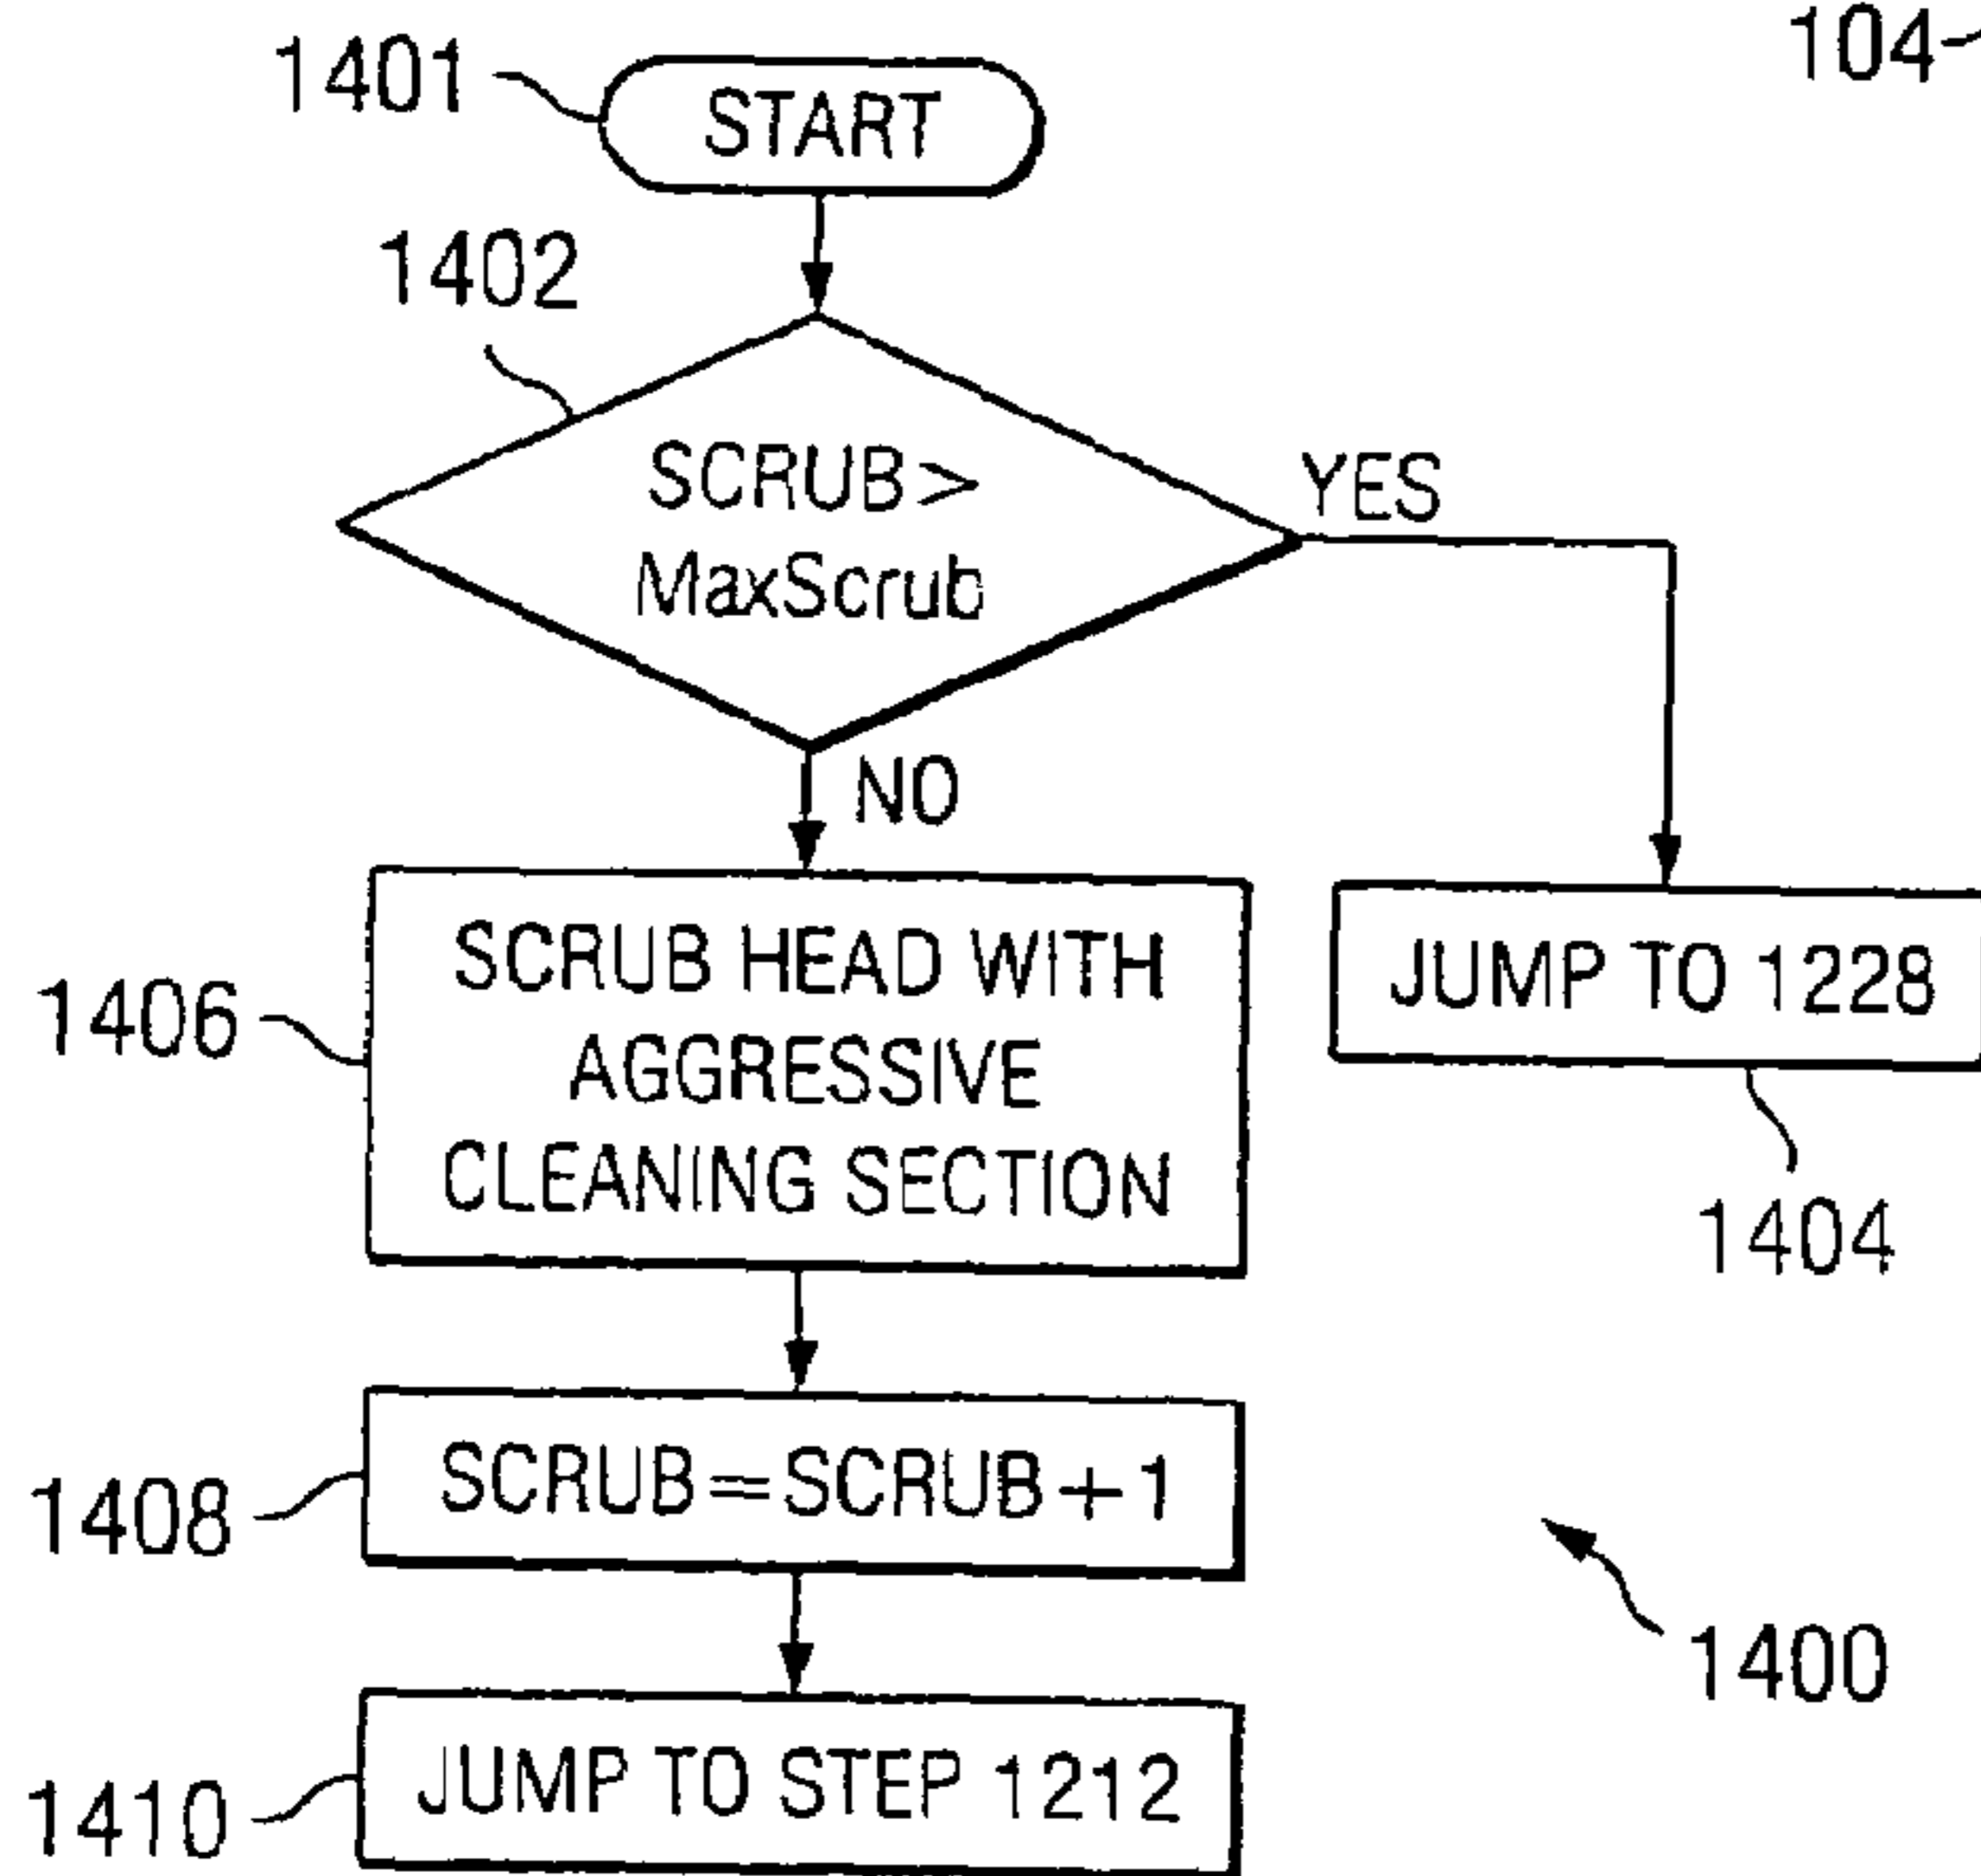 1401
START
104
1402
SCRUB>
MaxScrub
YES
NO
SCRUB HEAD WITH
AGGRESSIVE
CLEANING SECTION
1406
JUMP TO 1228
1404
SCRUB=SCRUB+1
1408
1400
JUMP TO STEP 1212
1410